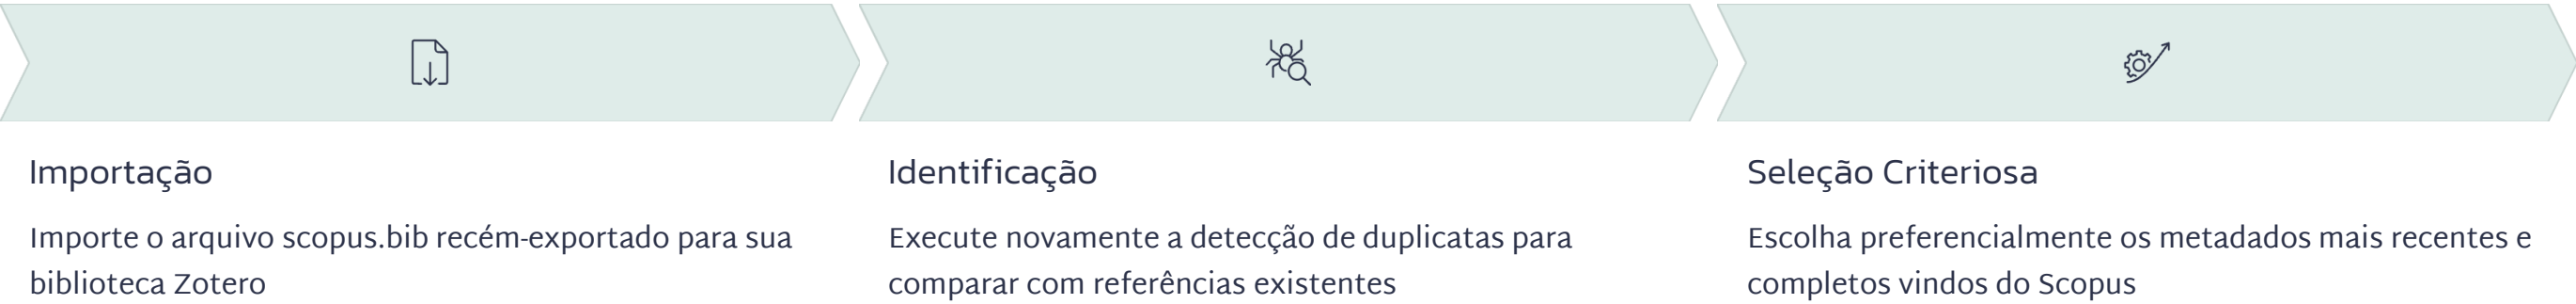 Importação
Importe o arquivo scopus.bib recém-exportado para sua
biblioteca Zotero
Identificação
Execute novamente a detecção de duplicatas para
comparar com referências existentes
Seleção Criteriosa
Escolha preferencialmente os metadados mais recentes e
completos vindos do Scopus